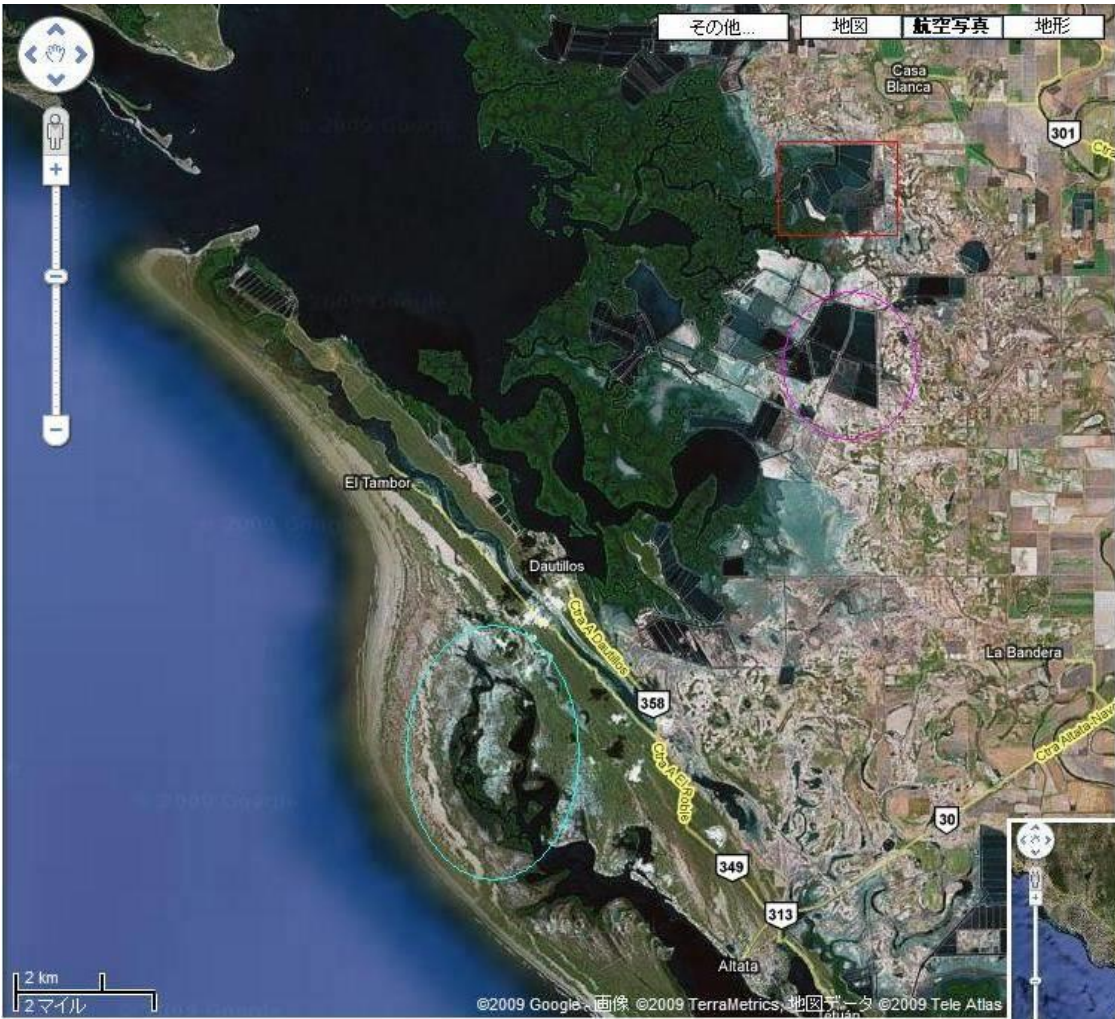 その他...
地図
航空写真
地形
Casa
Blanca
301
El Tambor
Dautillos
Ctra A Dautillos
La Bandera
358
Ctra A El Roble
30
349
313
Altata
2 km
2 マイル
©2009 Google - 画像 ©2009 TerraMetrics, 地図データ ©2009 Tele Atlas